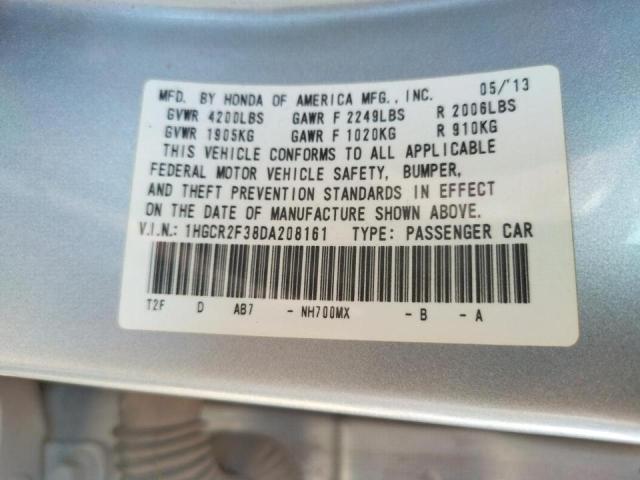 MFD. BY HONDA OF AMERICA MFG., INC. 05/'13
GVWR 4200LBS GAWR F 2249LBS R 2006LBS
GVWR 1905KG GAWR F 1020KG R 910KG
THIS VEHICLE CONFORMS TO ALL APPLICABLE
FEDERAL MOTOR VEHICLE SAFETY, BUMPER,
AND THEFT PREVENTION STANDARDS IN EFFECT
ON THE DATE OF MANUFACTURE SHOWN ABOVE.
V.I.N.: 1HGCR2F38DA208161 TYPE: PASSENGER CAR
T2F D AB7 - NH700MX - B - A